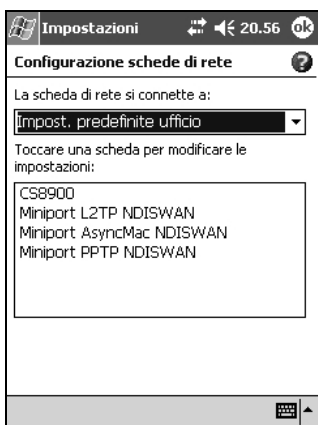 Impostazioni 20.56 ok
Configurazione schede di rete ?
La scheda di rete si connette a:
Impost. predefinite ufficio
Toccare una scheda per modificare le
impostazioni:
CS8900
Miniport L2TP NDISWAN
Miniport AsyncMac NDISWAN
Miniport PPTP NDISWAN